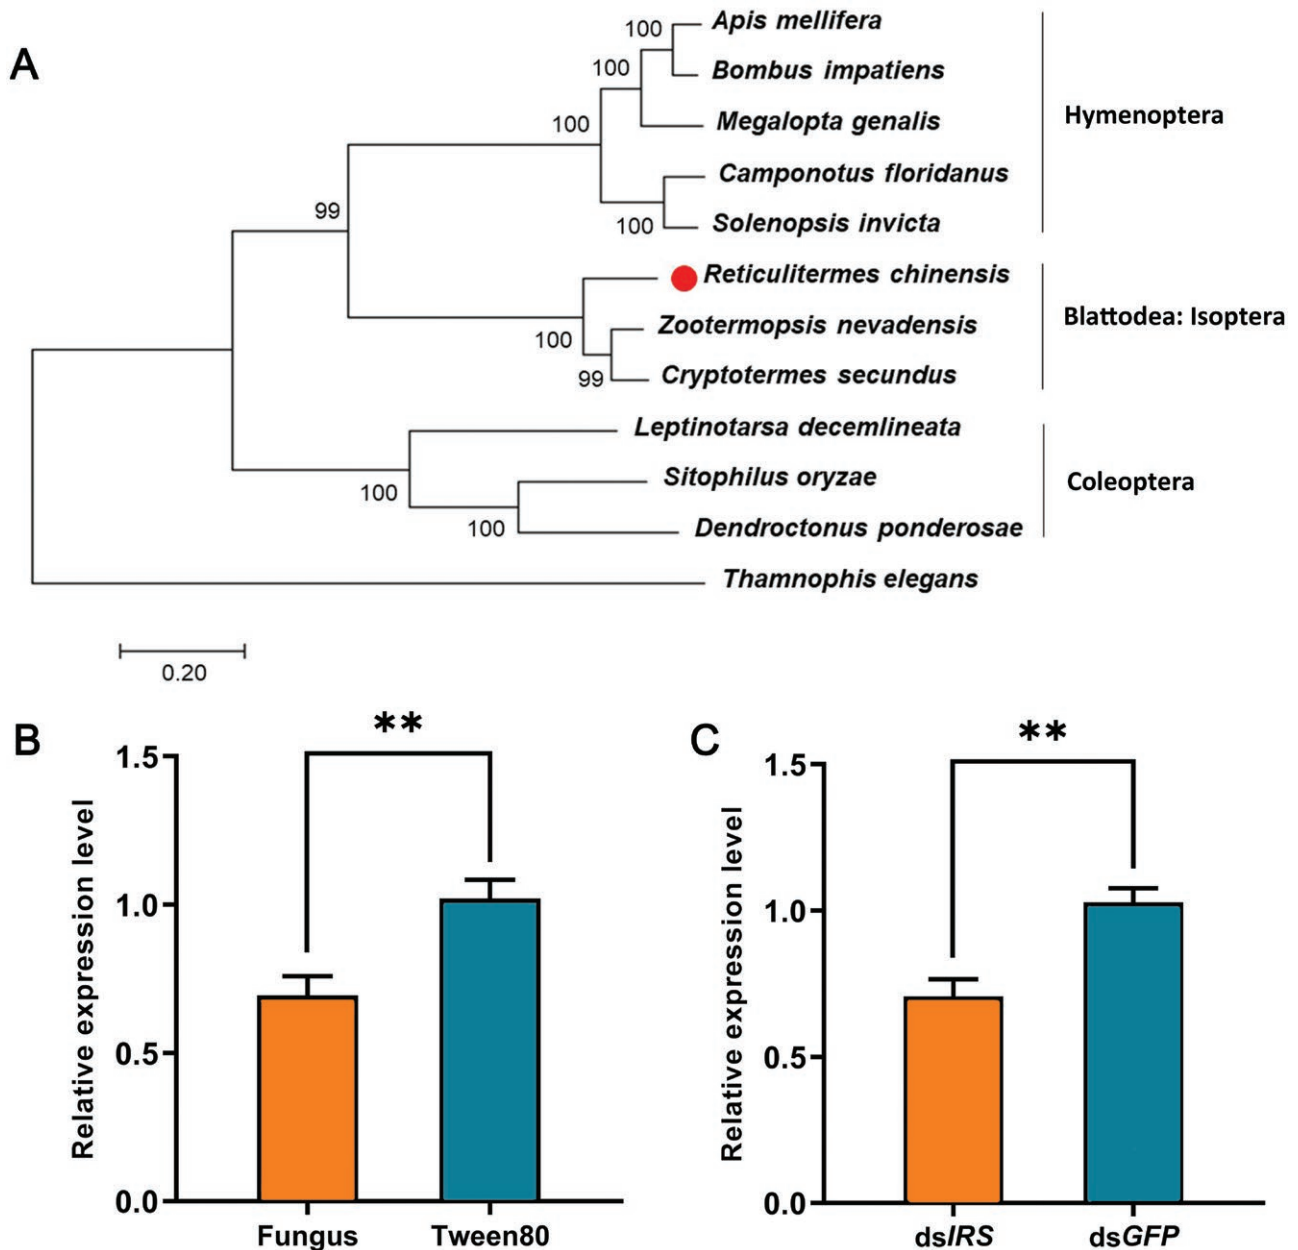 A
100
Apis mellifera
100
Bombus impatiens
100
Megalopta genalis
Hymenoptera
Camponotus floridanus
99
100
Solenopsis invicta
Reticulitermes chinensis
Zootermopsis nevadensis
Blattodea: Isoptera
100
99
Cryptotermes secundus
Leptinotarsa decemlineata
Sitophilus oryzae
Coleoptera
100
100
Dendroctonus ponderosae
Thamnophis elegans
0.20
B
**
1.5
1.0
0.5
0.0
Relative expression level
Fungus
Tween80
C
**
1.5
1.0
0.5
0.0
Relative expression level
dsIRS
dsGFP